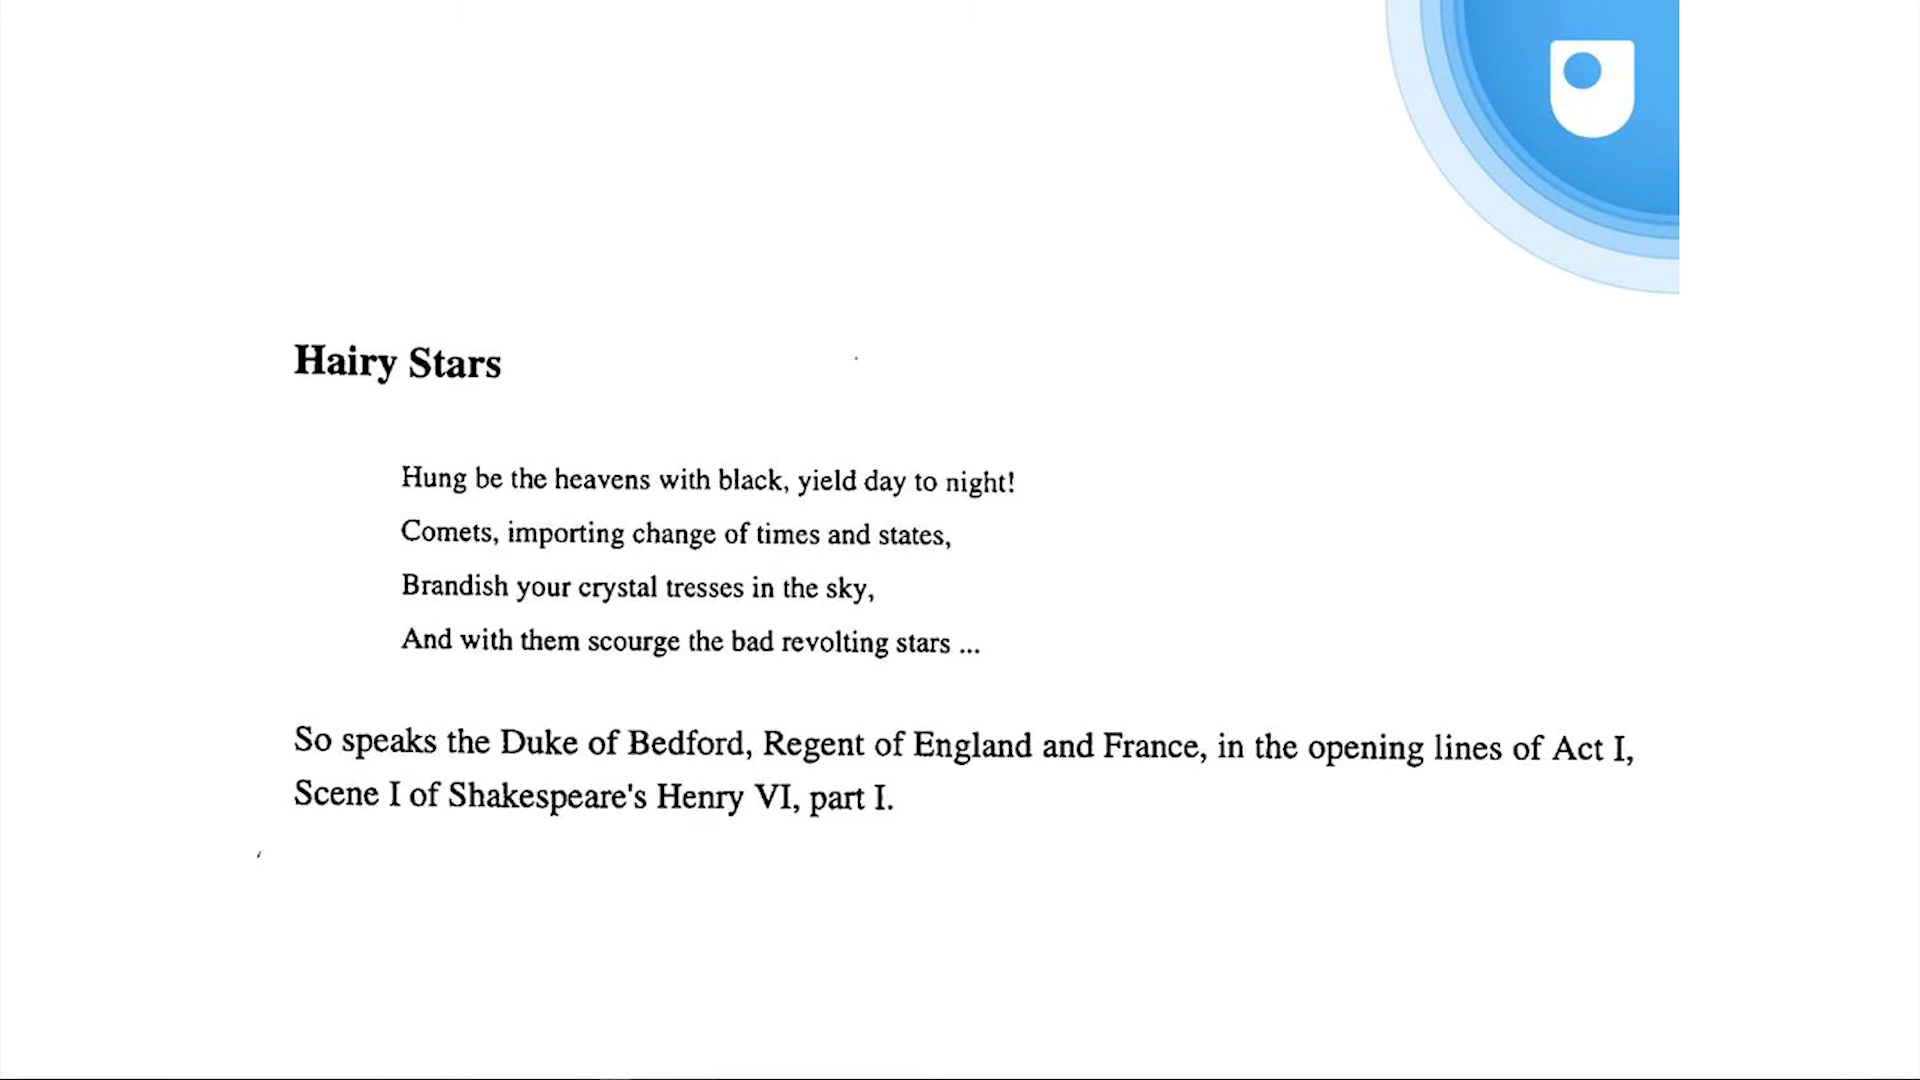 Hairy Stars
Hung be the heavens with black, yield day to night!
Comets, importing change of times and states,
Brandish your crystal tresses in the sky,
And with them scourge the bad revolting stars ...
So speaks the Duke of Bedford, Regent of England and France, in the opening lines of Act I,
Scene I of Shakespeare's Henry VI, part I.